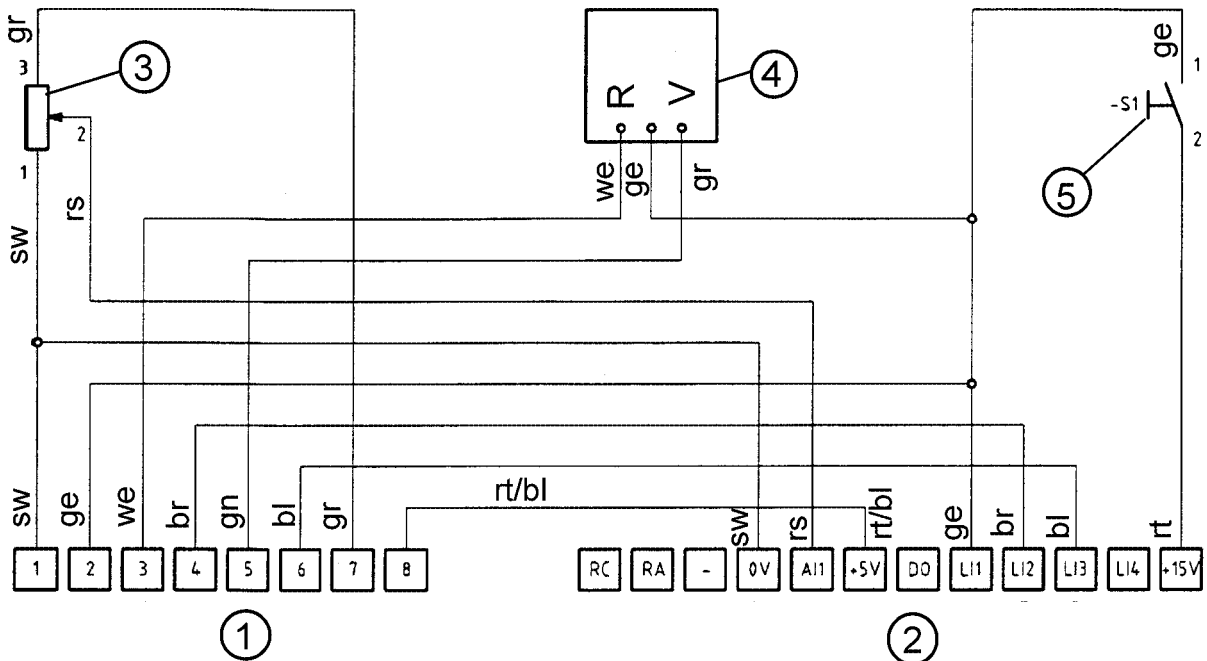 gr
3
3
2
1
rs
sw
R V
4
we ge gr
ge
1
-S1
2
5
rt/bl
sw ge we br gn bl gr
sw rs rt/bl ge br bl rt
1 2 3 4 5 6 7 8
RC RA - 0V AI1 +5V DO LI1 LI2 LI3 LI4 +15V
1
2